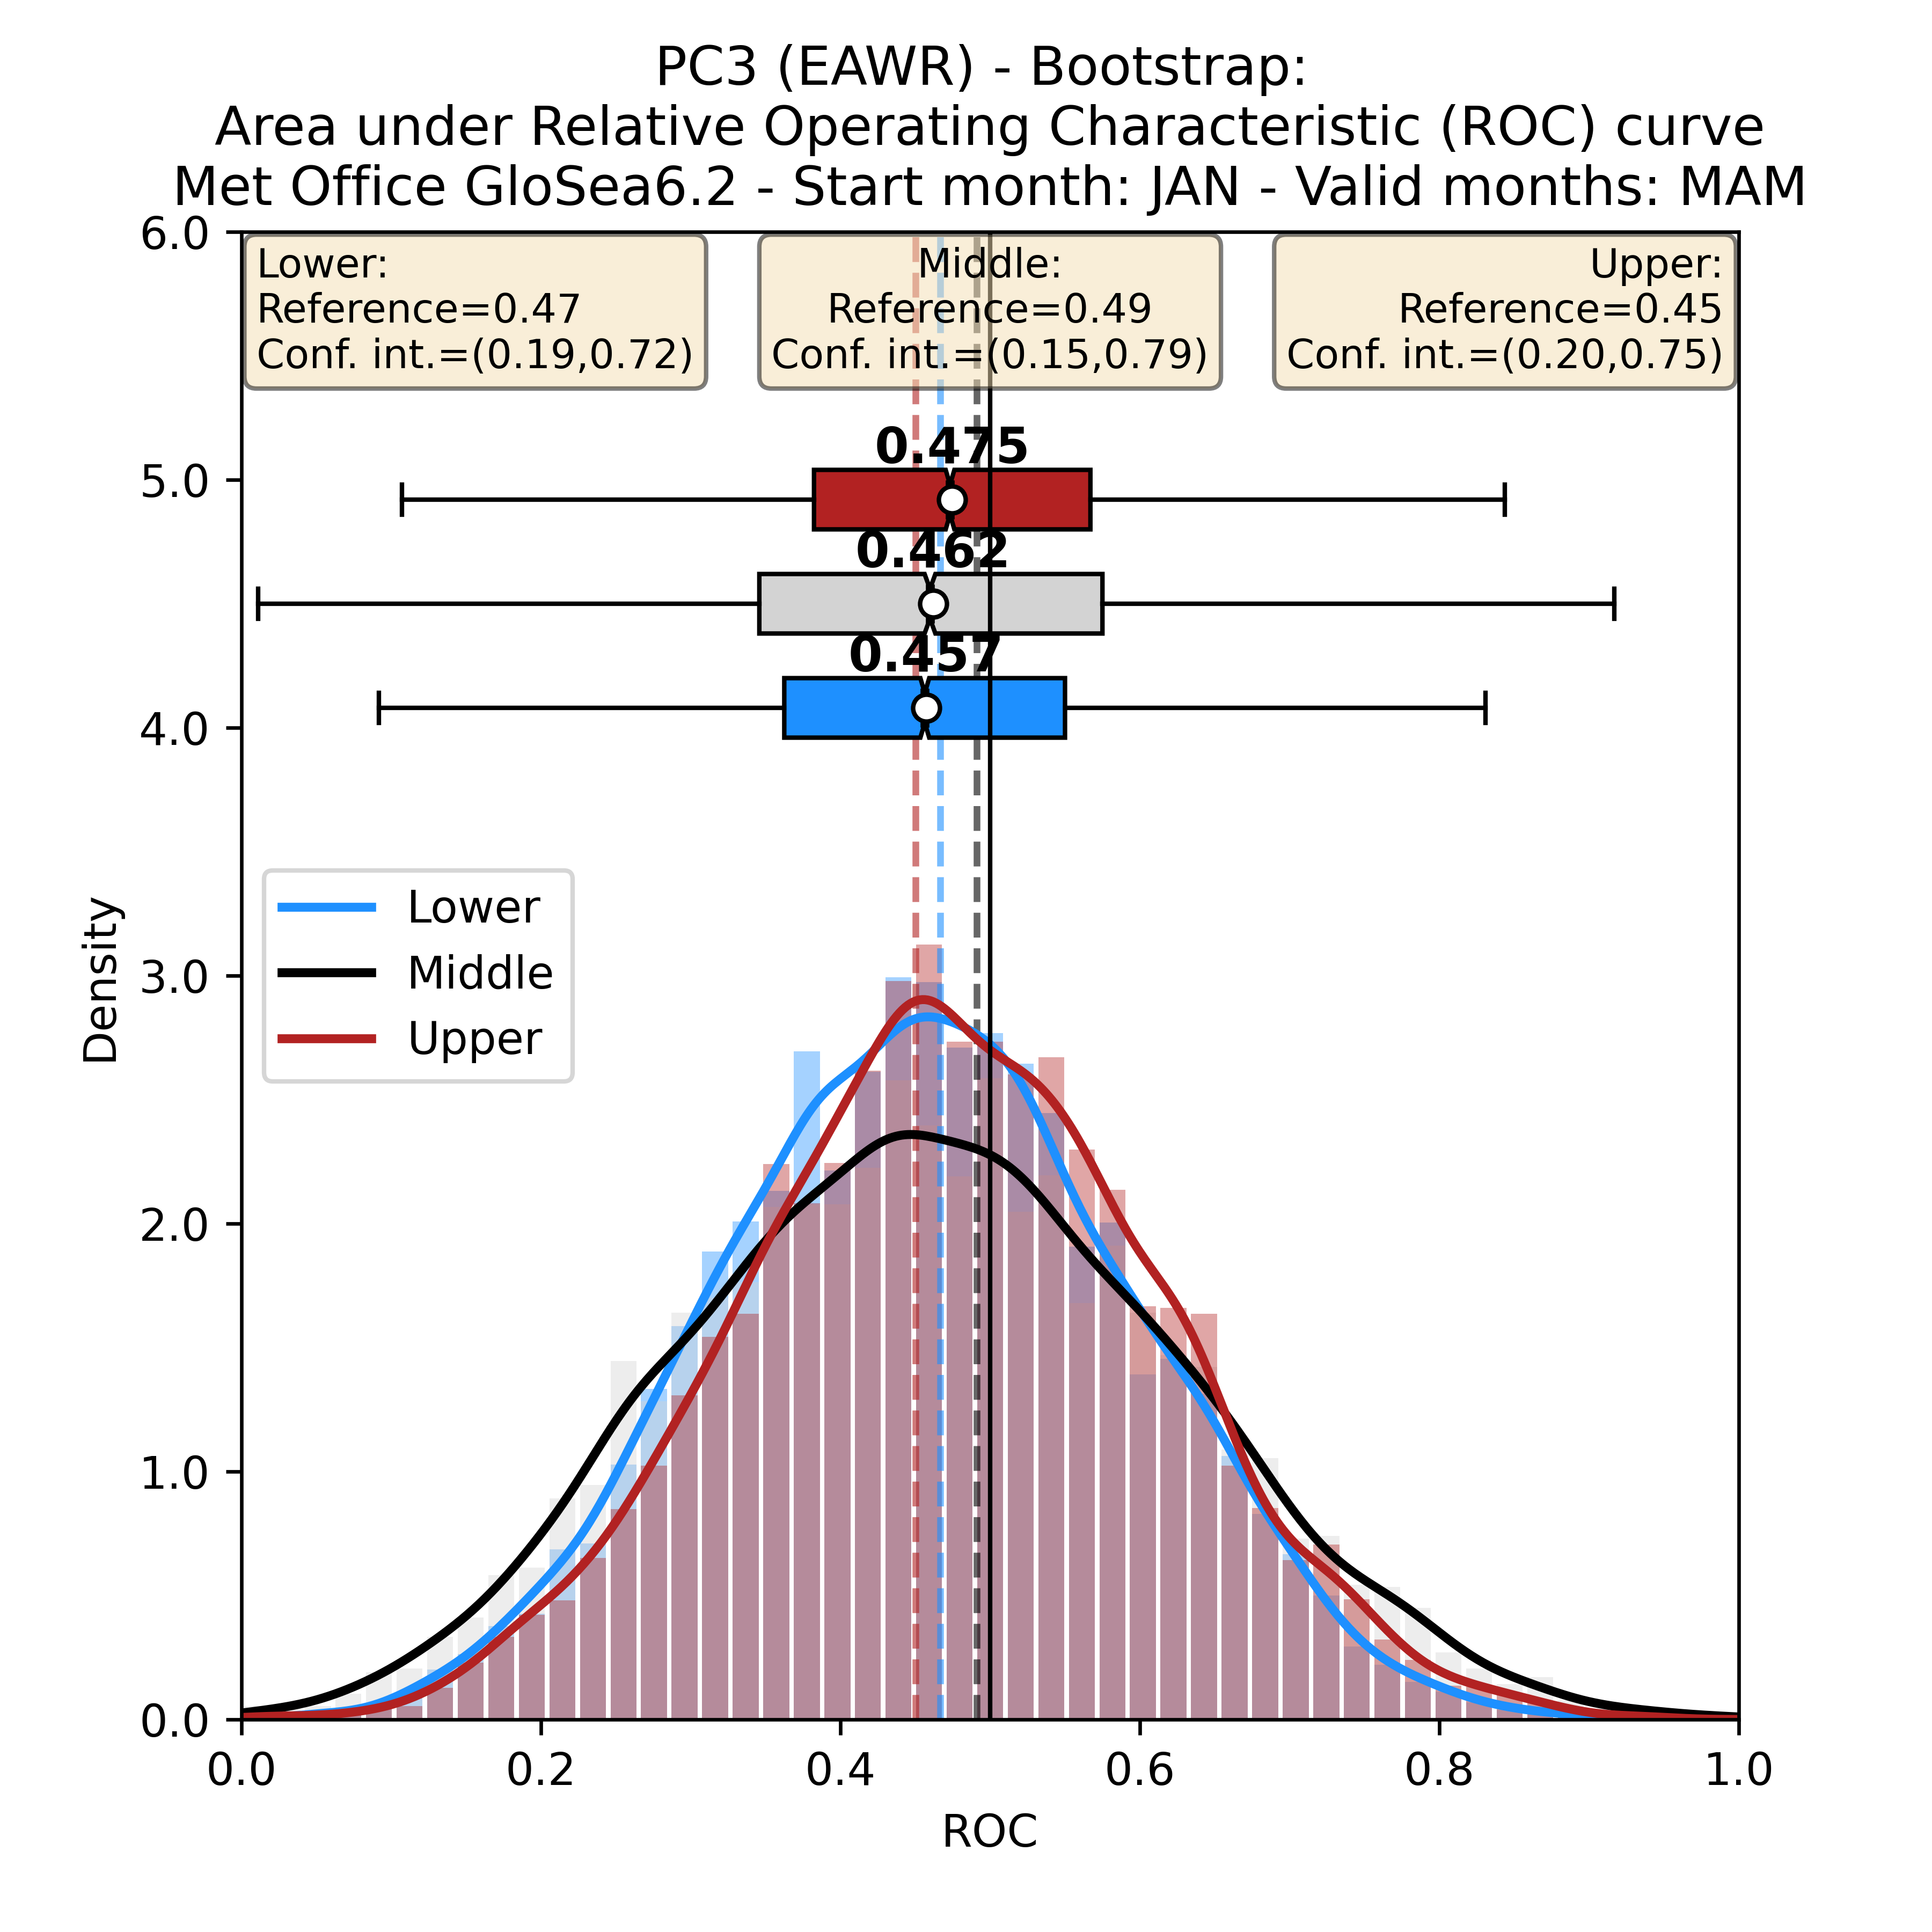 PC3 (EAWR) - Bootstrap:
Area under Relative Operating Characteristic (ROC) curve
Met Office GloSea6.2 - Start month: JAN - Valid months: MAM
Lower:
Reference=0.47
Conf. int.=(0.19,0.72)
Middle:
Reference=0.49
Conf. int.=(0.15,0.79)
Upper:
Reference=0.45
Conf. int.=(0.20,0.75)
0.475
0.462
0.457
6.0
5.0
4.0
3.0
2.0
1.0
0.0
Density
Lower
Middle
Upper
0.0
0.2
0.4
0.6
0.8
1.0
ROC